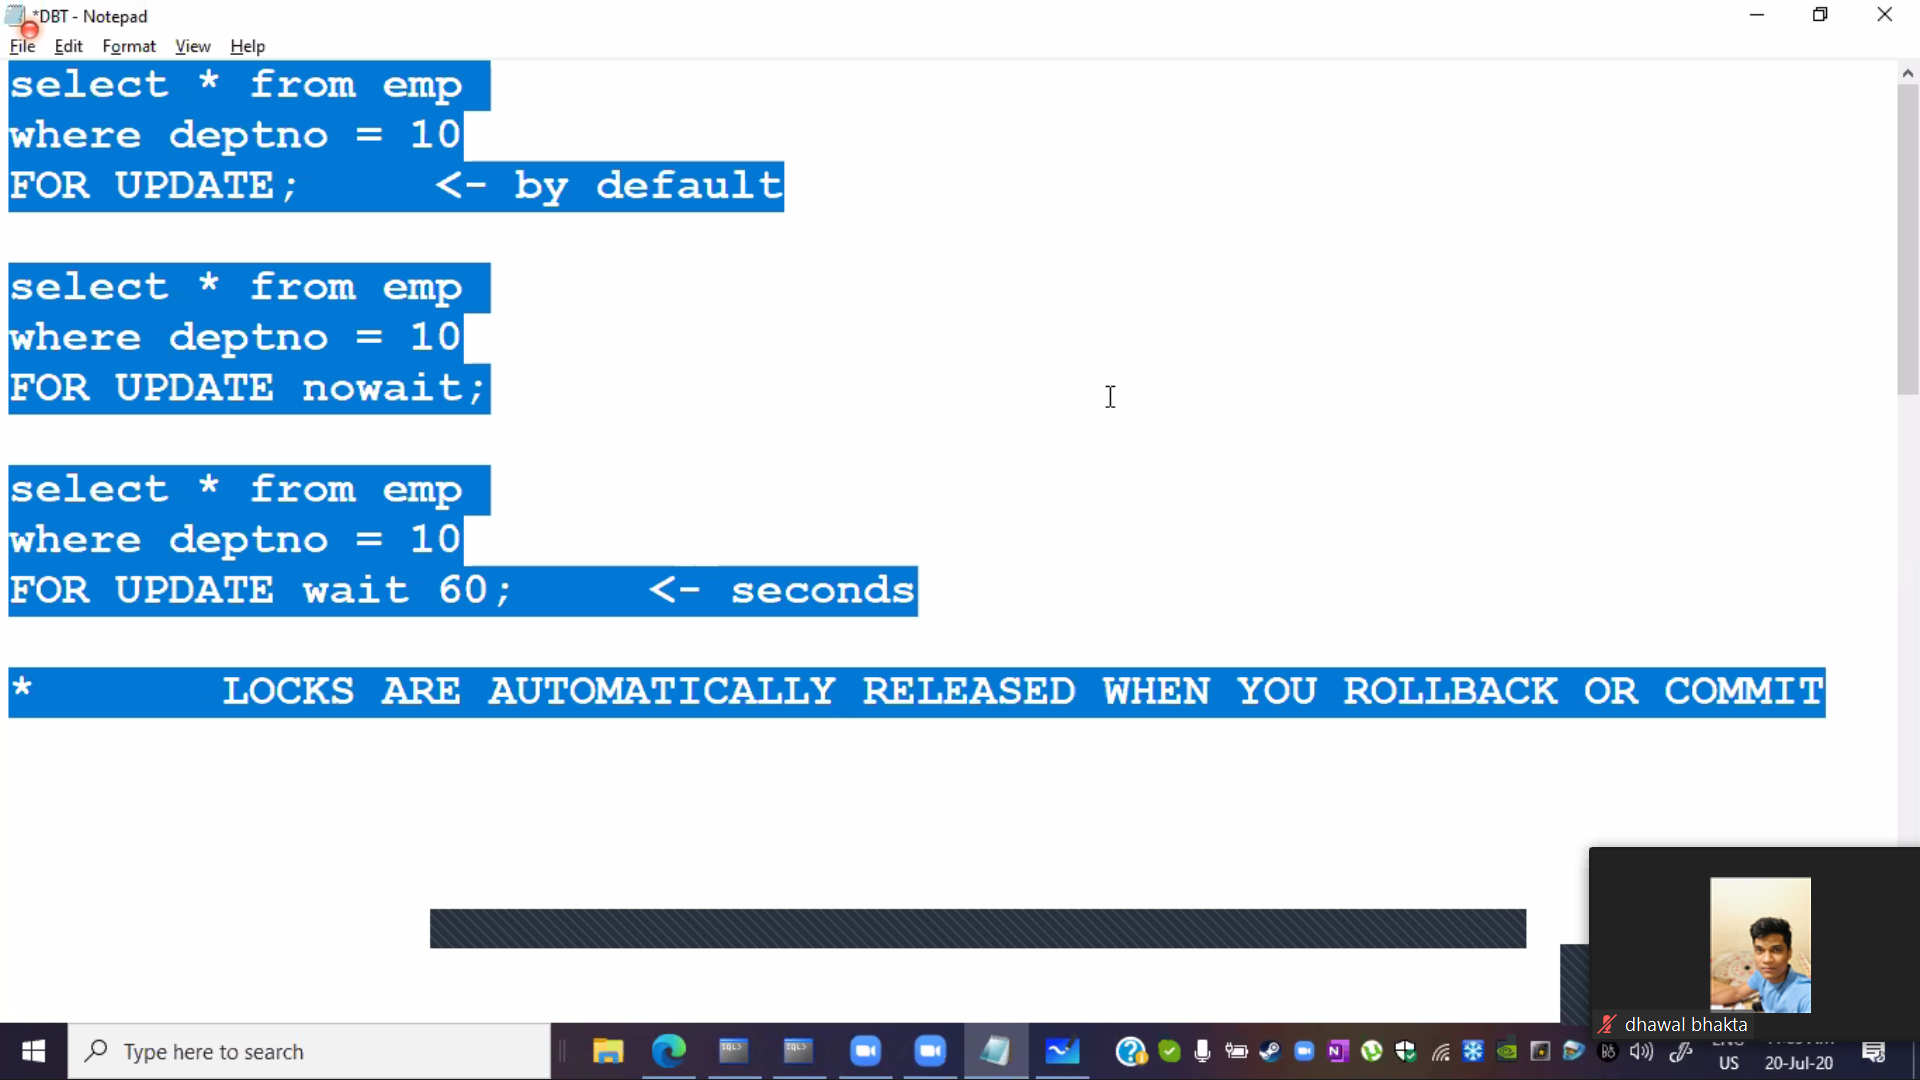 *DBT - Notepad
File Edit Format View Help
select * from emp
where deptno = 10
FOR UPDATE; <- by default
select * from emp
where deptno = 10
FOR UPDATE nowait;
select * from emp
where deptno = 10
FOR UPDATE wait 60; <- seconds
* LOCKS ARE AUTOMATICALLY RELEASED WHEN YOU ROLLBACK OR COMMIT
dhawal bhakta
Type here to search
SQL>
SQL>
US 20-Jul-20